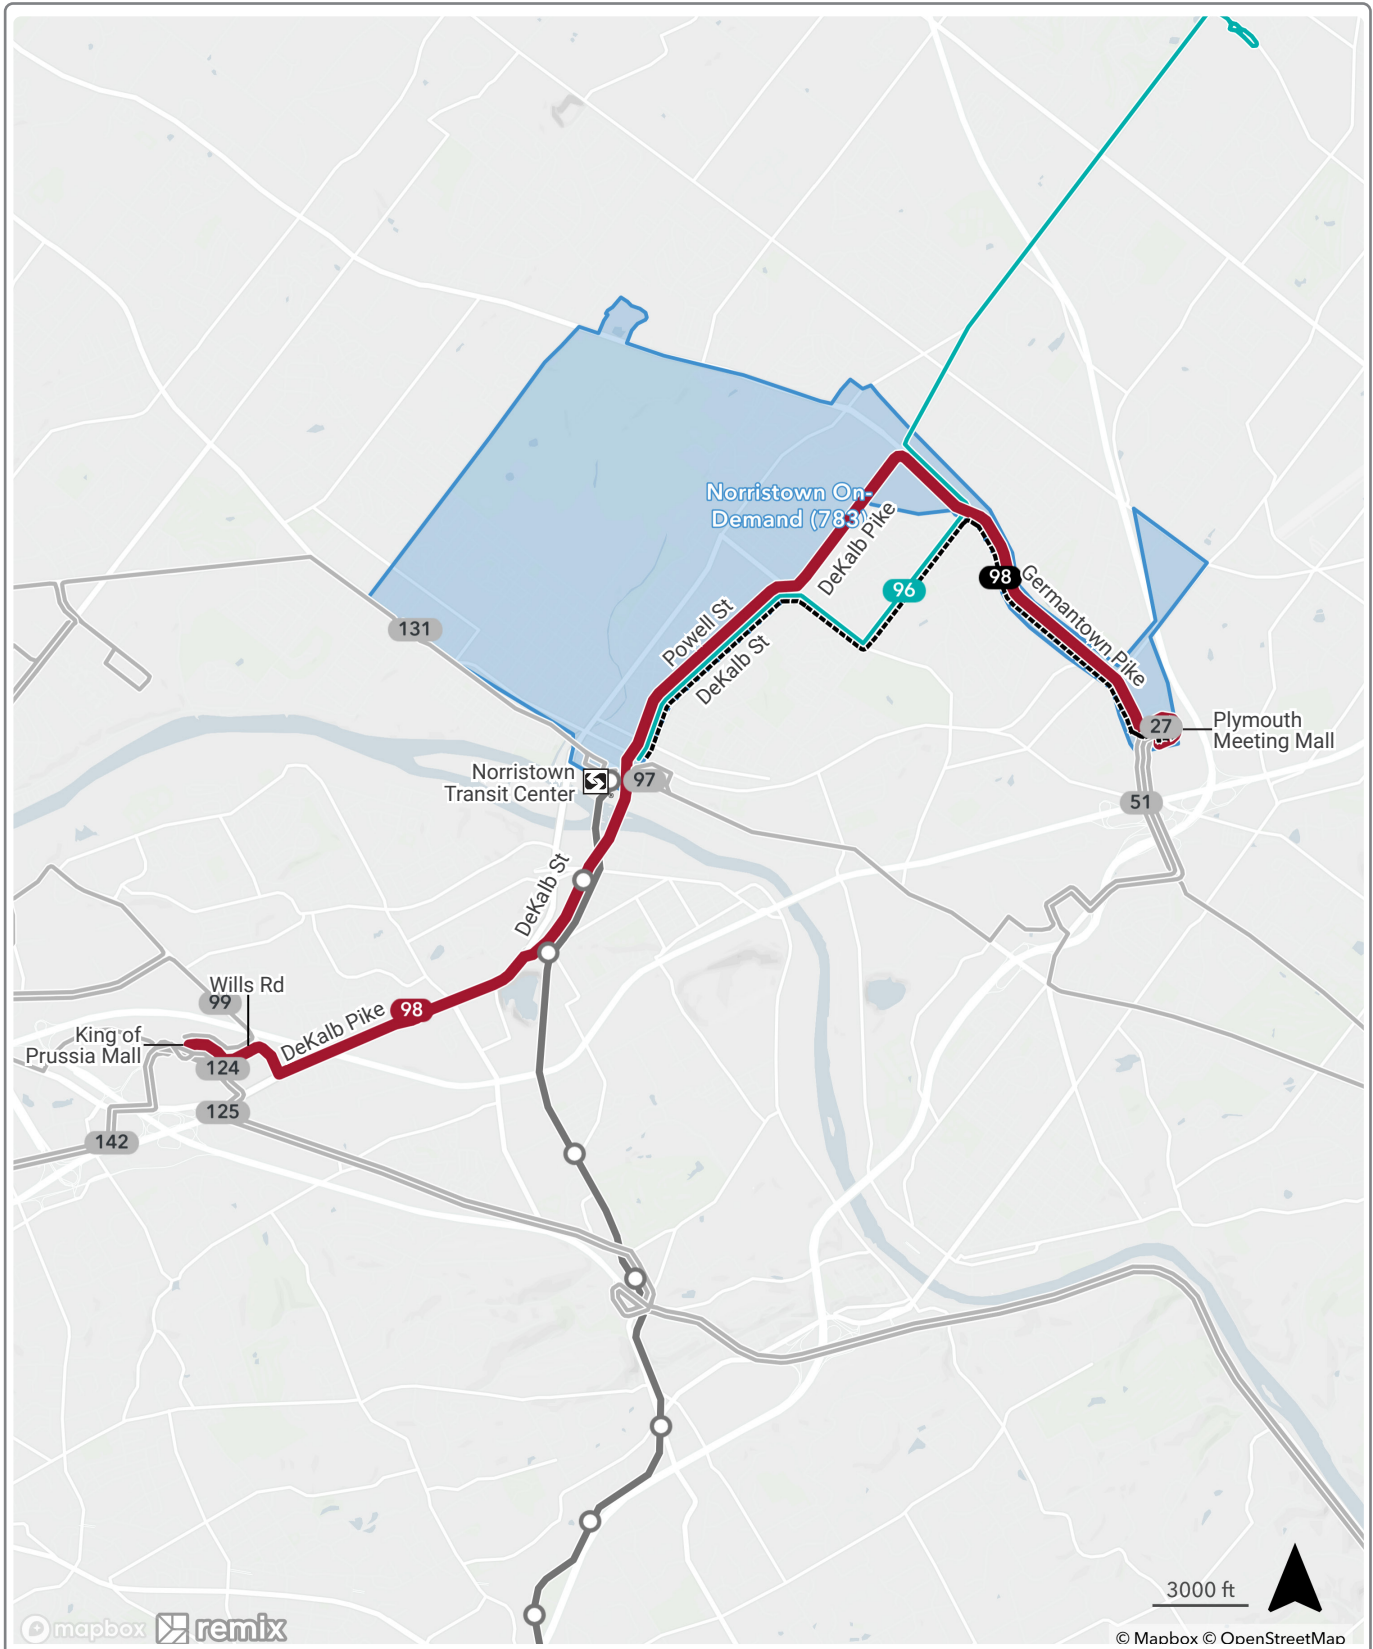 Norristown On-
Demand (783)
DeKalb Pike
96
98
Germantown Pike
131
Powell St
DeKalb St
27
Plymouth
Meeting Mall
Norristown
Transit Center
97
51
DeKalb St
Wills Rd
99
98
DeKalb Pike
King of
Prussia Mall
124
125
142
3000 ft
mapbox
remix
© Mapbox © OpenStreetMap